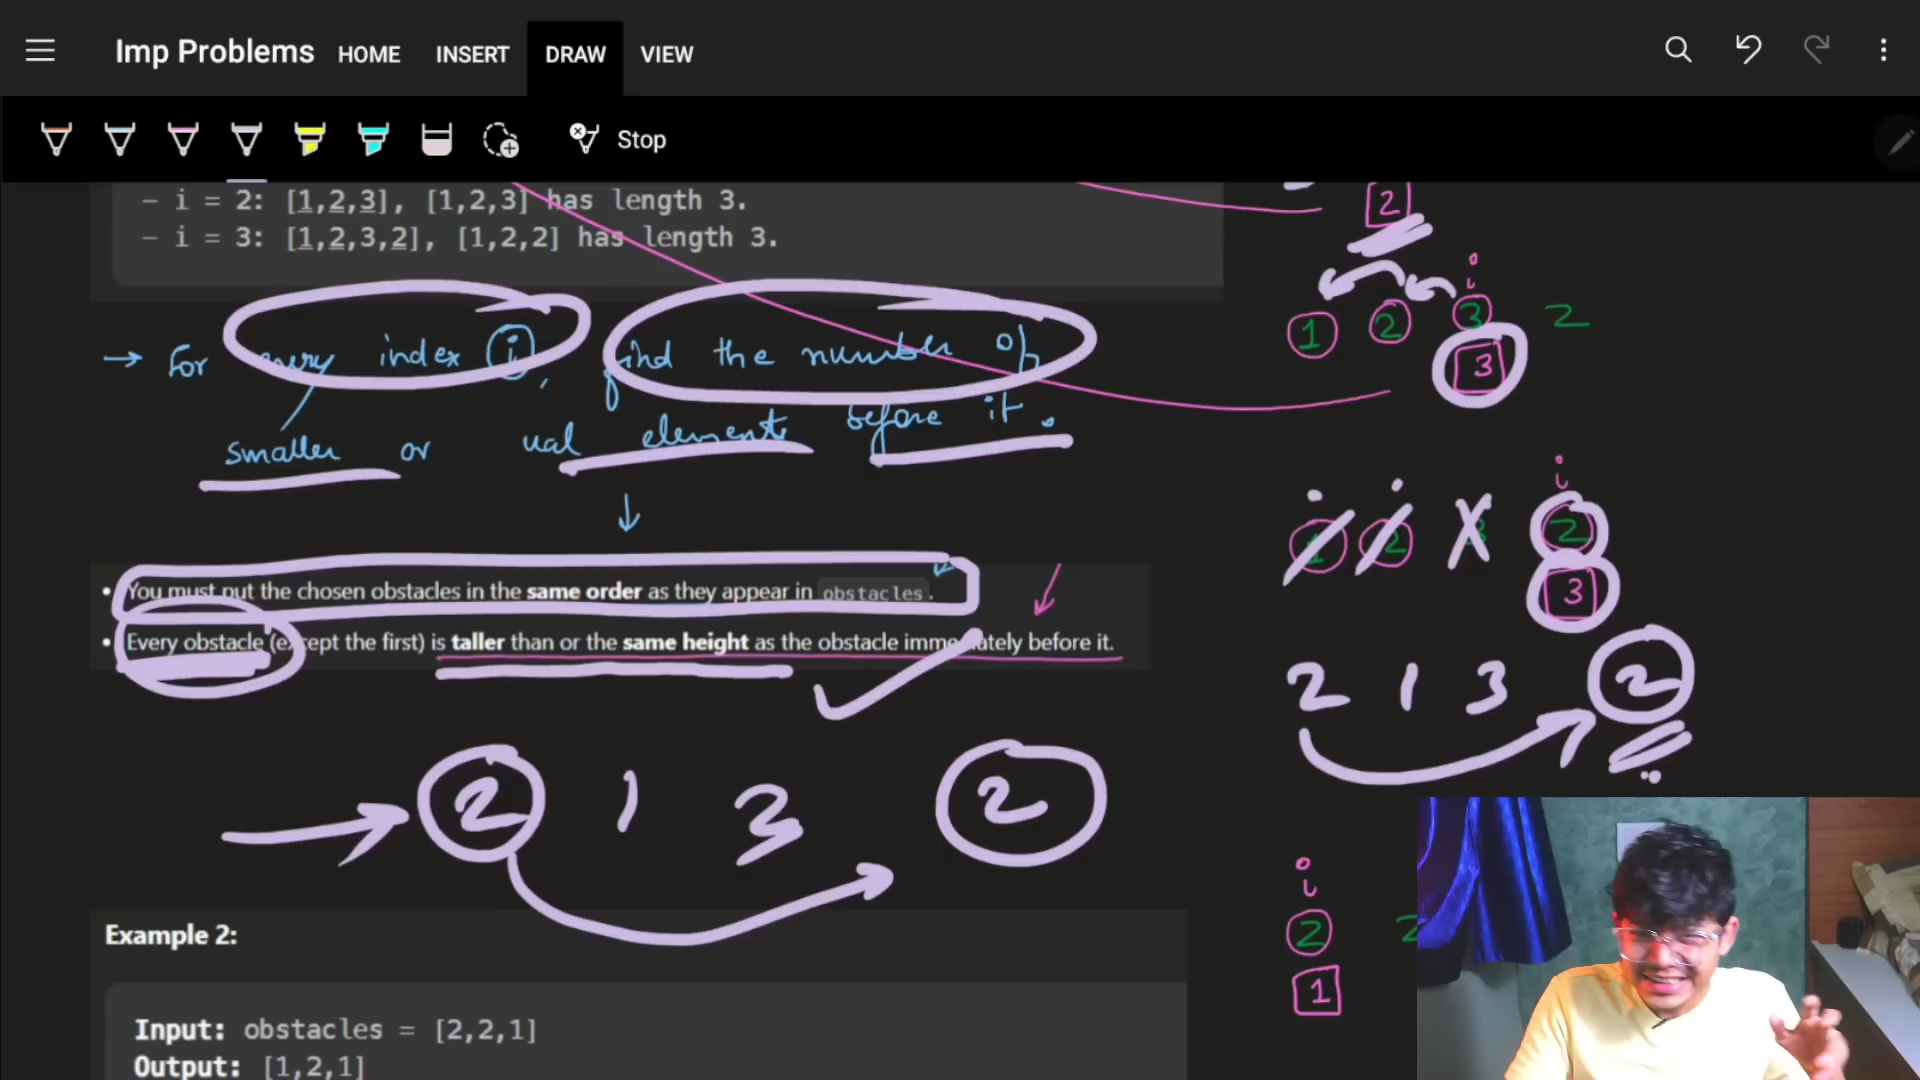 Imp Problems HOME INSERT DRAW VIEW
Stop
– i = 2: [1,2,3], [1,2,3] has length 3.
– i = 3: [1,2,3,2], [1,2,2] has length 3.
2
i
1 2 3 2
3
→ For every index i, find the number of
smaller or ual elements before it.
i
2 2
3
• You must put the chosen obstacles in the same order as they appear in obstacles.
• Every obstacle (except the first) is taller than or the same height as the obstacle immediately before it.
2 1 3 2
2 1 3 2
i
2 2
1
Example 2:
Input: obstacles = [2,2,1]
Output: [1,2,1]